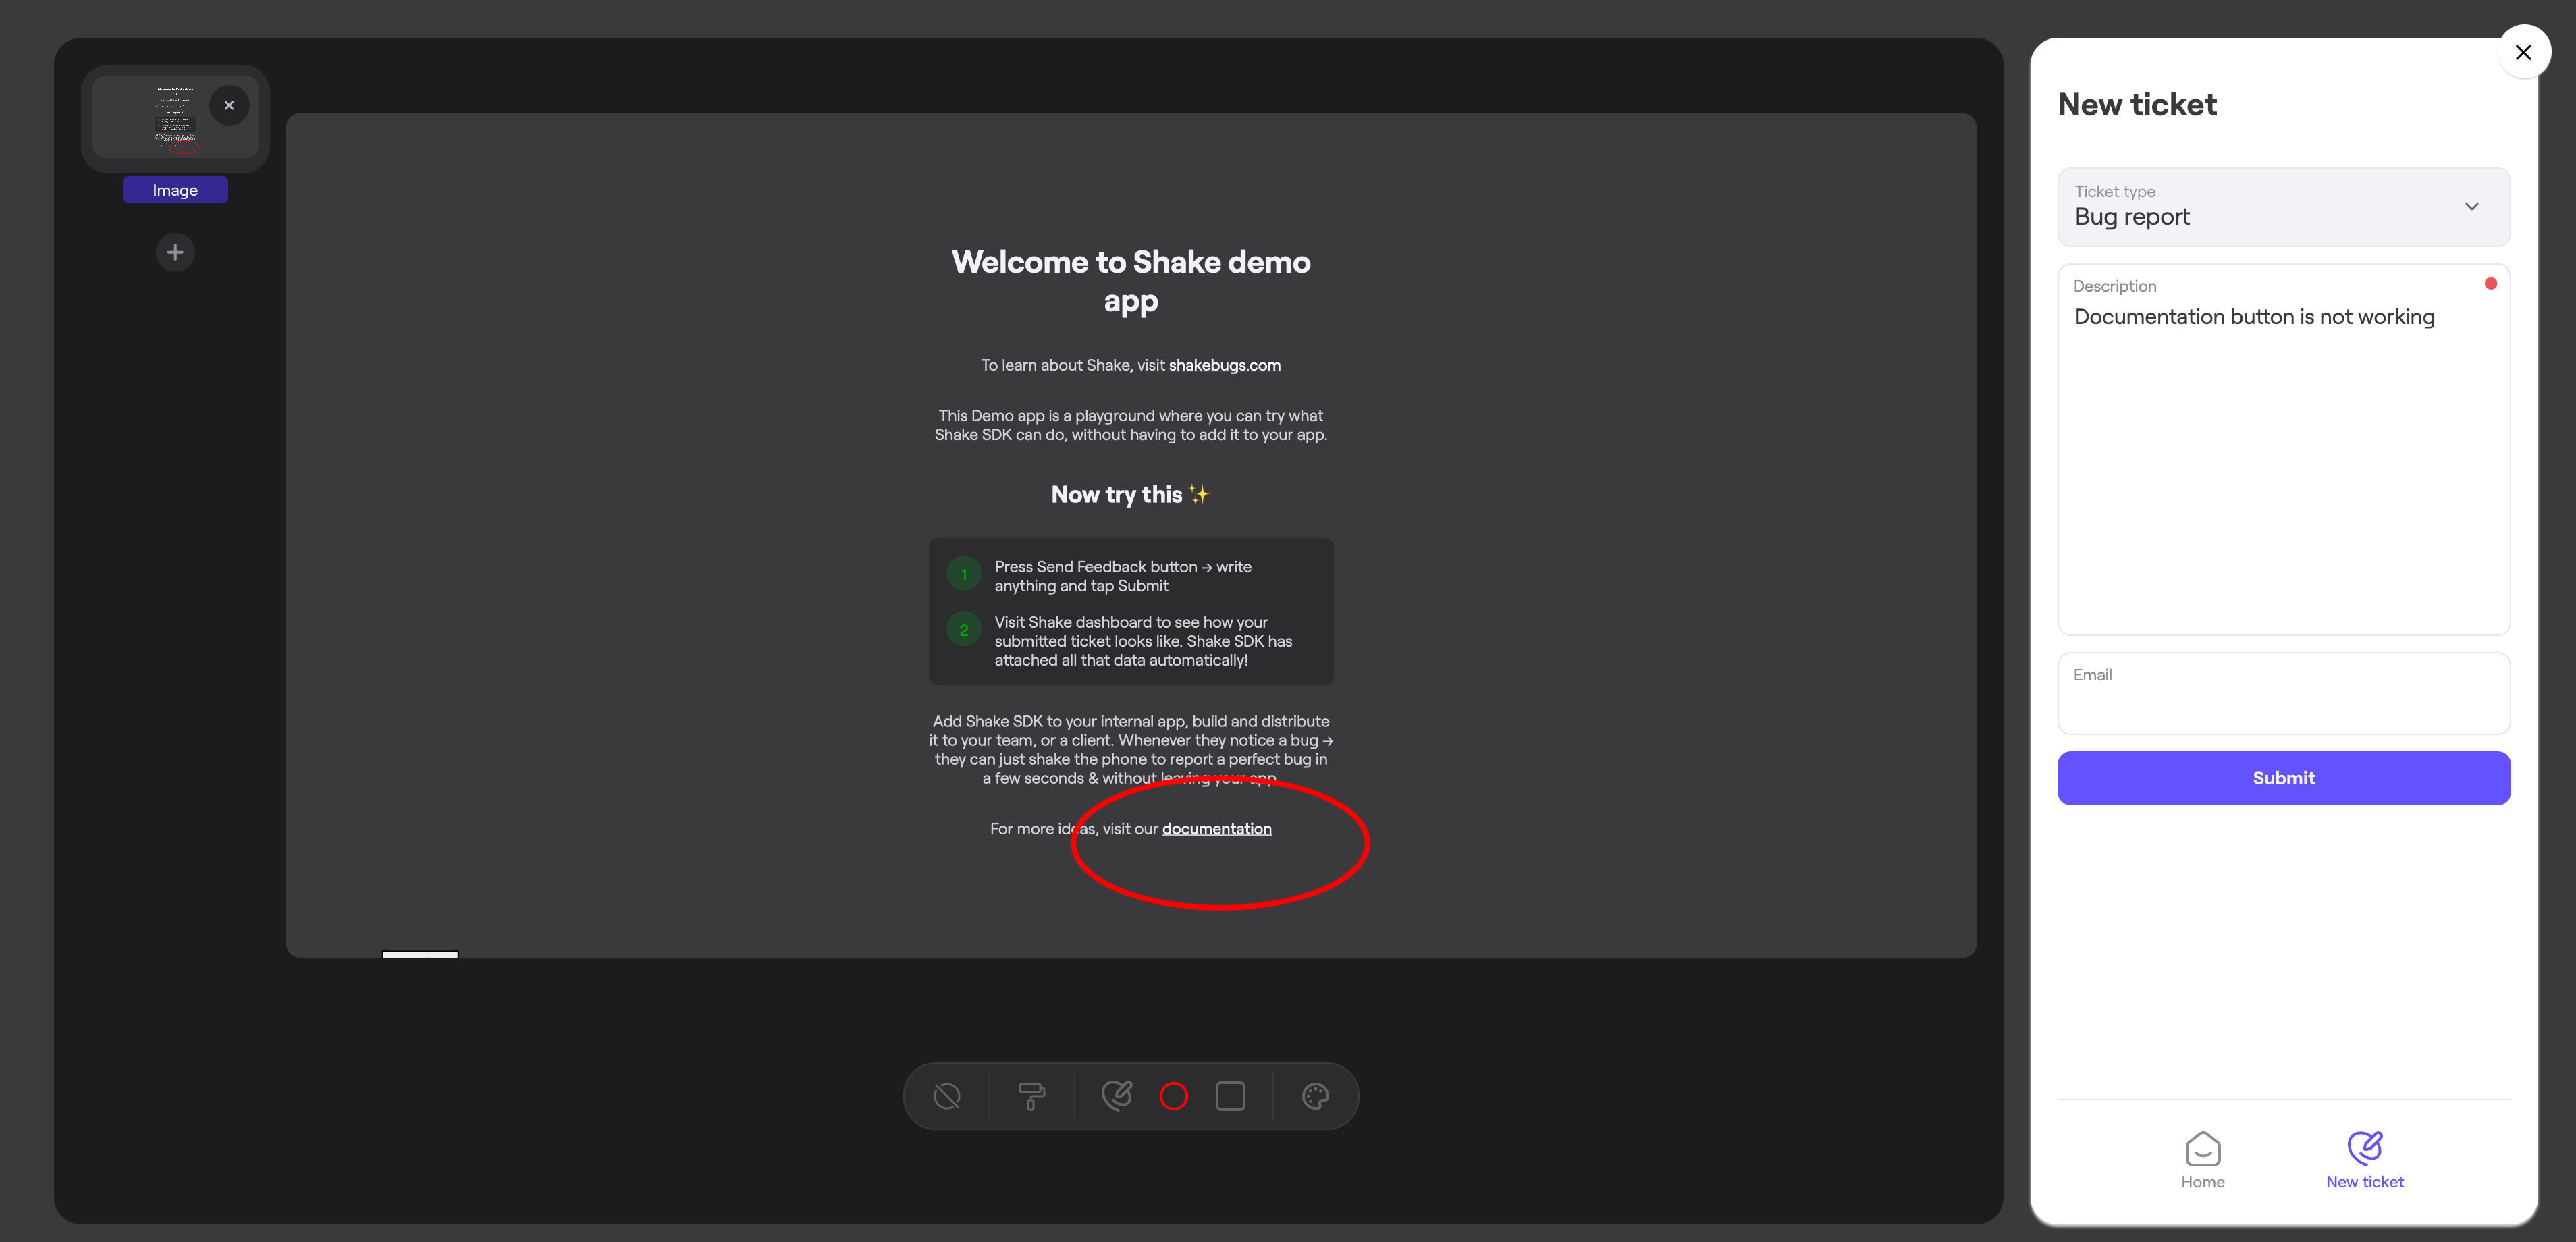 Image
Welcome to Shake demo
app
To learn about Shake, visit shakebugs.com
This Demo app is a playground where you can try what
Shake SDK can do, without having to add it to your app.
Now try this ✨
1
Press Send Feedback button → write
anything and tap Submit
2
Visit Shake dashboard to see how your
submitted ticket looks like. Shake SDK has
attached all that data automatically!
Add Shake SDK to your internal app, build and distribute
it to your team, or a client. Whenever they notice a bug →
they can just shake the phone to report a perfect bug in
a few seconds & without leaving your app
For more ideas, visit our documentation
New ticket
Ticket type
Bug report
Description
Documentation button is not working
Email
Submit
Home
New ticket